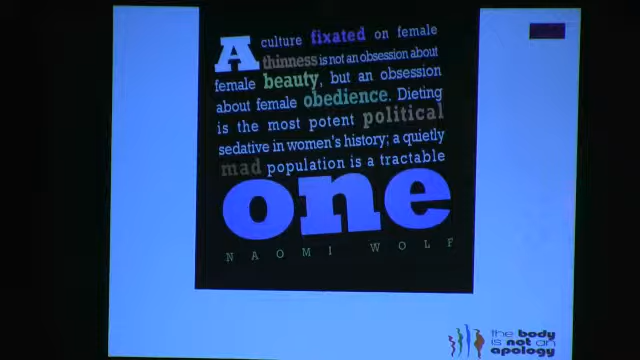 A culture fixated on female
thinness is not an obsession about
female beauty, but an obsession
about female obedience. Dieting
is the most potent political
sedative in women's history; a quietly
mad population is a tractable
one
NAOMI WOLF
the body
is not an
apology